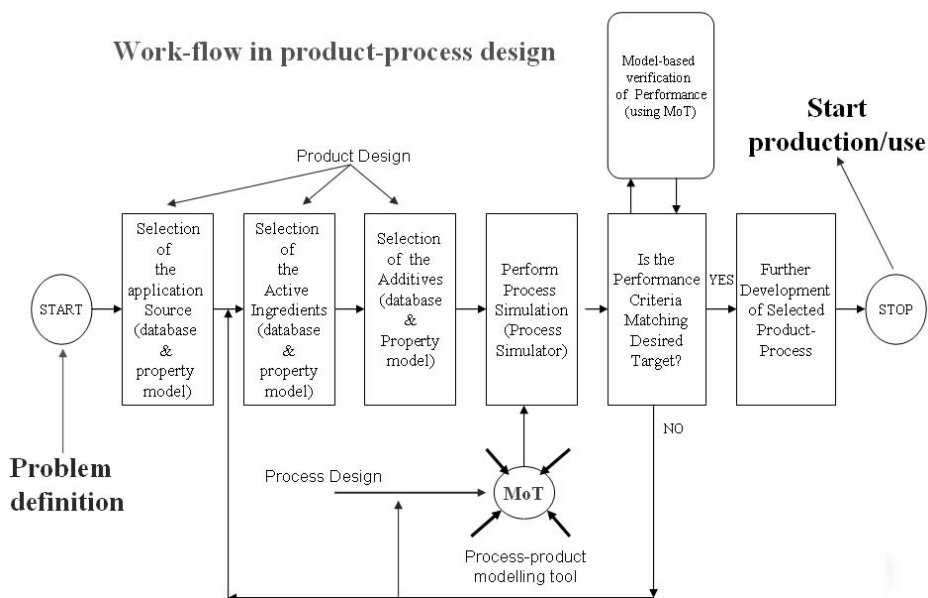 Work-flow in product-process design
Model-based
verification
of Performance
(using MoT)
Start
production/use
Product Design
START
Selection
of
the
application
Source
(database
&
property
model)
Selection
of
the
Active
Ingredients
(database
&
property
model)
Selection
of the
Additives
(database
&
Property
model)
Perform
Process
Simulation
(Process
Simulator)
Is the
Performance
Criteria
Matching
Desired
Target?
YES
Further
Development
of Selected
Product-
Process
STOP
NO
Problem
definition
Process Design
MoT
Process-product
modelling tool